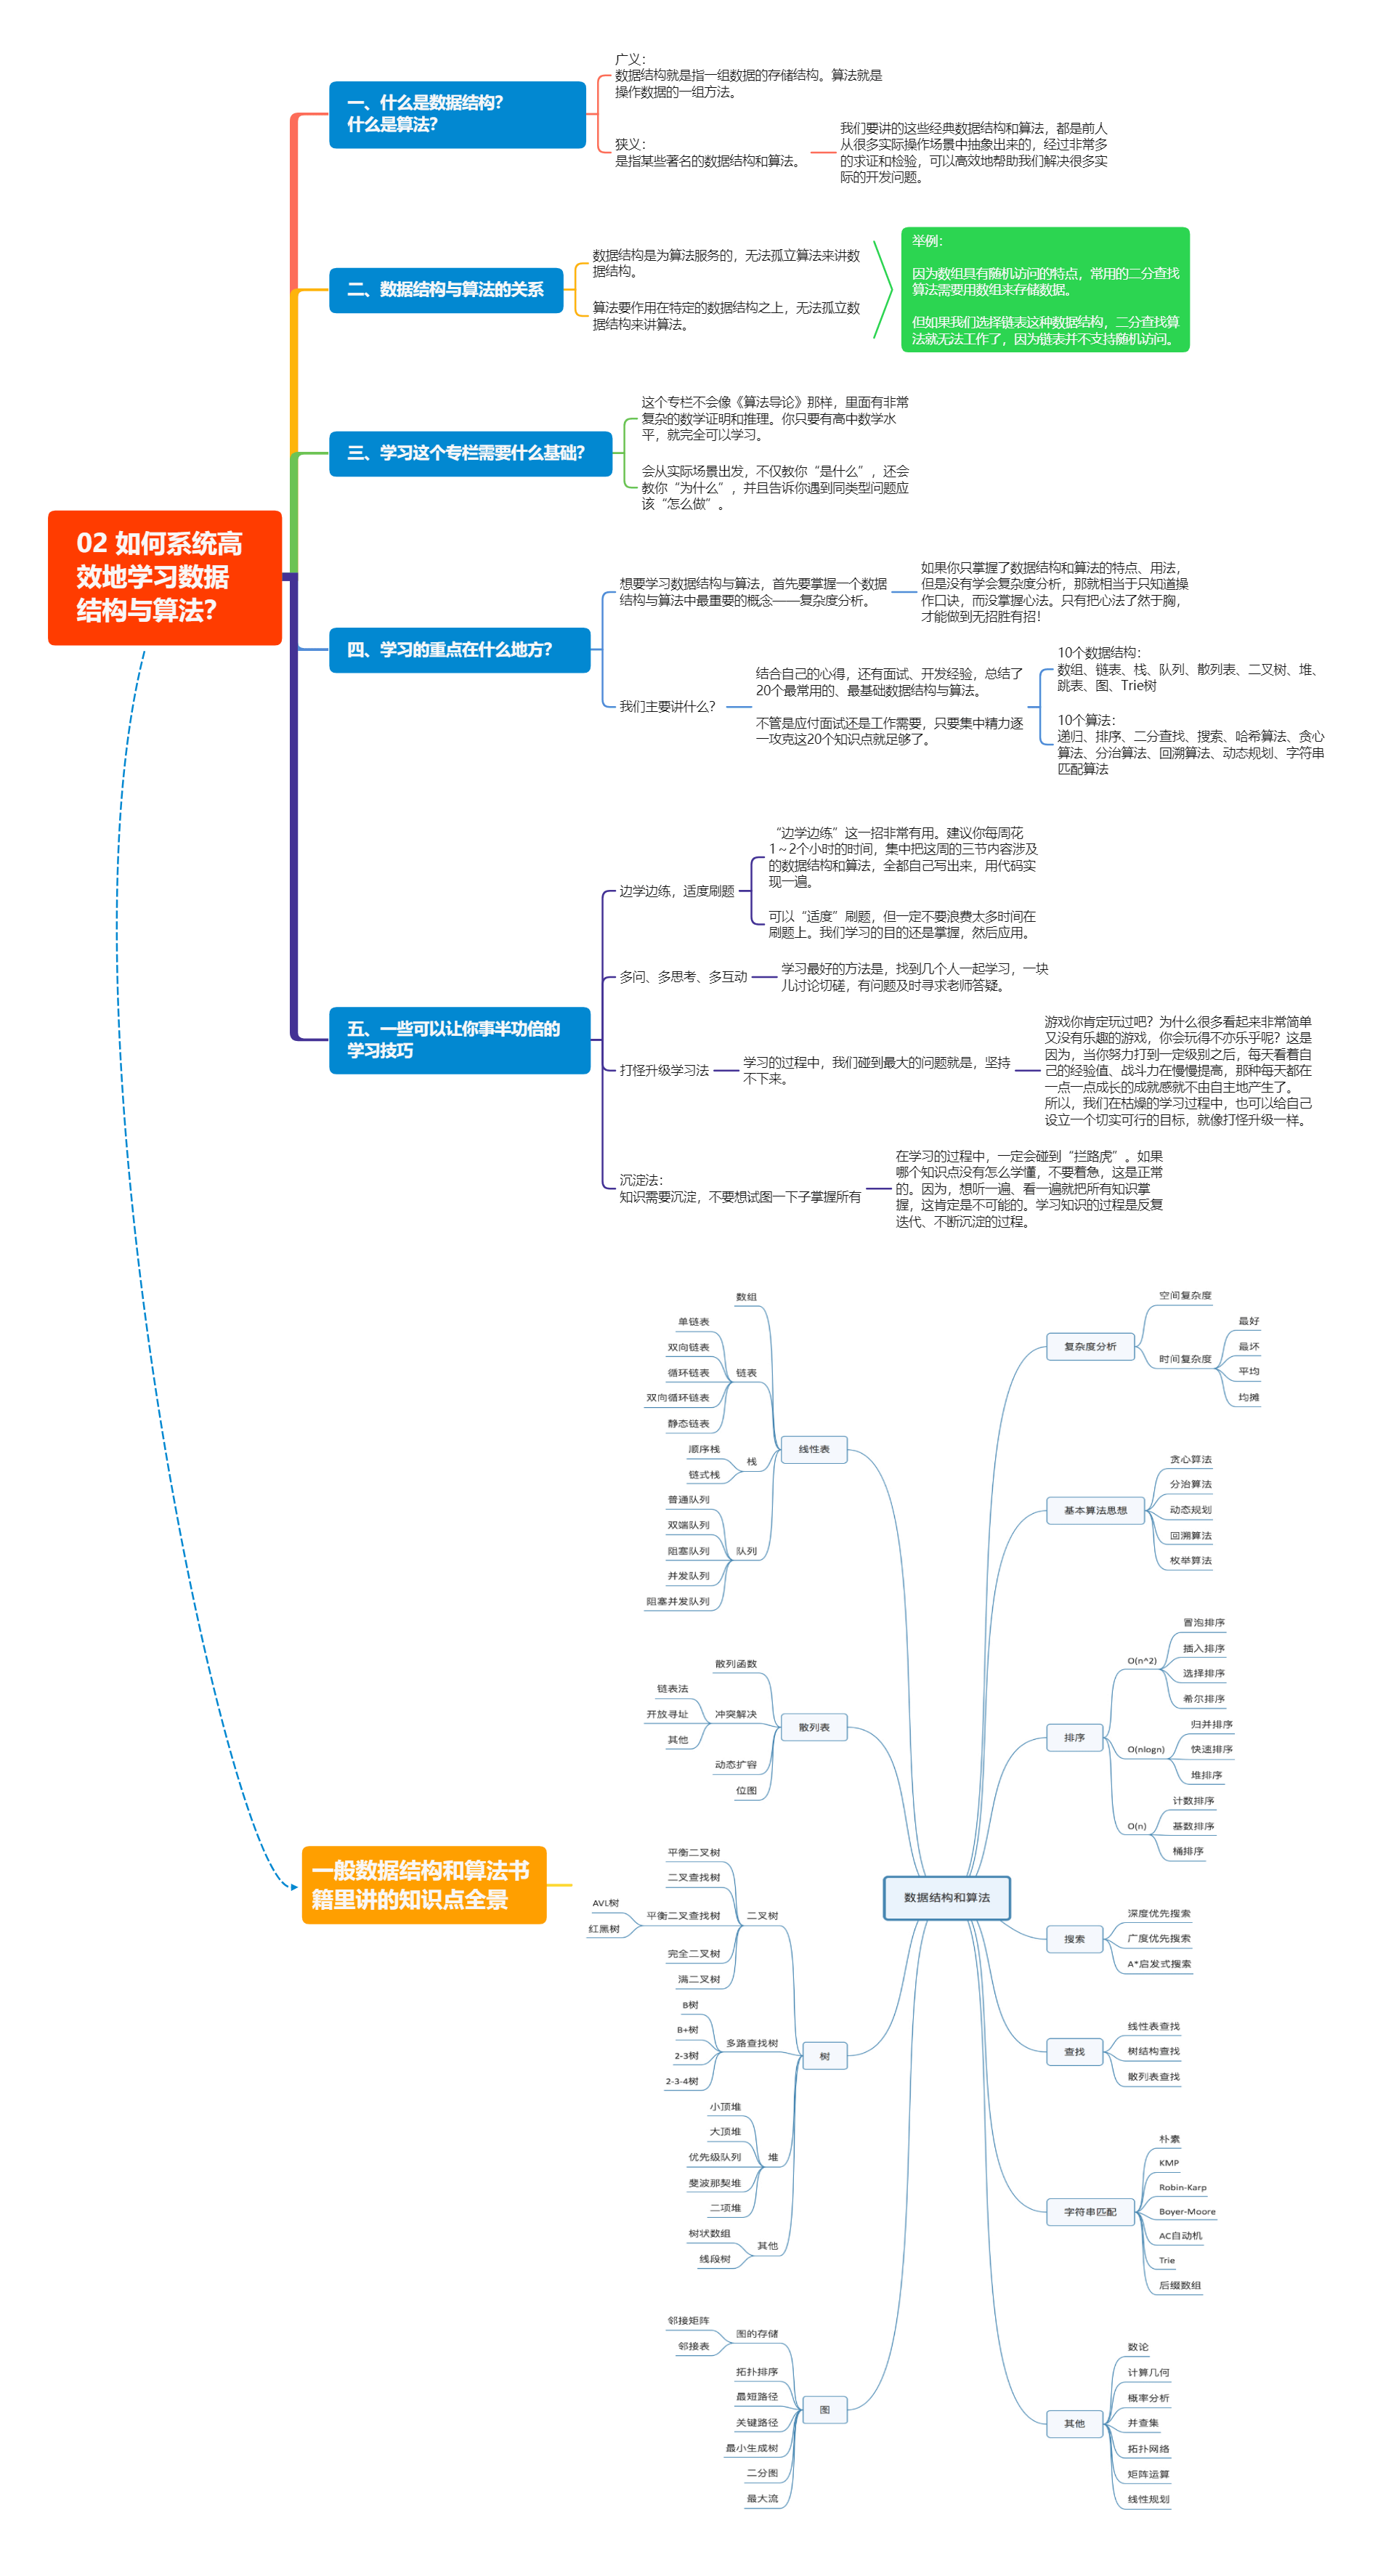 02 如何系统高
效地学习数据
结构与算法？
一、什么是数据结构？
什么是算法？
广义：
数据结构就是指一组数据的存储结构。算法就是
操作数据的一组方法。
狭义：
是指某些著名的数据结构和算法。
我们要讲的这些经典数据结构和算法，都是前人
从很多实际操作场景中抽象出来的，经过非常多
的求证和检验，可以高效地帮助我们解决很多实
际的开发问题。
二、数据结构与算法的关系
数据结构是为算法服务的，无法孤立算法来讲数
据结构。
算法要作用在特定的数据结构之上，无法孤立数
据结构来讲算法。
举例：
因为数组具有随机访问的特点，常用的二分查找
算法需要用数组来存储数据。
但如果我们选择链表这种数据结构，二分查找算
法就无法工作了，因为链表并不支持随机访问。
三、学习这个专栏需要什么基础？
这个专栏不会像《算法导论》那样，里面有非常
复杂的数学证明和推理。你只要有高中数学水
平，就完全可以学习。
会从实际场景出发，不仅教你“是什么”，还会
教你“为什么”，并且告诉你遇到同类型问题应
该“怎么做”。
四、学习的重点在什么地方？
想要学习数据结构与算法，首先要掌握一个数据
结构与算法中最重要的概念——复杂度分析。
如果你只掌握了数据结构和算法的特点、用法，
但是没有学会复杂度分析，那就相当于只知道操
作口诀，而没掌握心法。只有把心法了然于胸，
才能做到无招胜有招！
我们主要讲什么？
结合自己的心得，还有面试、开发经验，总结了
20个最常用的、最基础数据结构与算法。
不管是应付面试还是工作需要，只要集中精力逐
一攻克这20个知识点就足够了。
10个数据结构：
数组、链表、栈、队列、散列表、二叉树、堆、
跳表、图、Trie树
10个算法：
递归、排序、二分查找、搜索、哈希算法、贪心
算法、分治算法、回溯算法、动态规划、字符串
匹配算法
五、一些可以让你事半功倍的
学习技巧
边学边练，适度刷题
“边学边练”这一招非常有用。建议你每周花
1～2个小时的时间，集中把这周的三节内容涉及
的数据结构和算法，全都自己写出来，用代码实
现一遍。
可以“适度”刷题，但一定不要浪费太多时间在
刷题上。我们学习的目的还是掌握，然后应用。
多问、多思考、多互动
学习最好的方法是，找到几个人一起学习，一块
儿讨论切磋，有问题及时寻求老师答疑。
打怪升级学习法
学习的过程中，我们碰到最大的问题就是，坚持
不下来。
游戏你肯定玩过吧？为什么很多看起来非常简单
又没有乐趣的游戏，你会玩得不亦乐乎呢？这是
因为，当你努力打到一定级别之后，每天看着自
己的经验值、战斗力在慢慢提高，那种每天都在
一点一点成长的成就感就不由自主地产生了。
所以，我们在枯燥的学习过程中，也可以给自己
设立一个切实可行的目标，就像打怪升级一样。
沉淀法：
知识需要沉淀，不要想试图一下子掌握所有
在学习的过程中，一定会碰到“拦路虎”。如果
哪个知识点没有怎么学懂，不要着急，这是正常
的。因为，想听一遍、看一遍就把所有知识掌
握，这肯定是不可能的。学习知识的过程是反复
迭代、不断沉淀的过程。
一般数据结构和算法书
籍里讲的知识点全景
数据结构和算法
线性表
数组
链表
单链表
双向链表
循环链表
双向循环链表
静态链表
栈
顺序栈
链式栈
队列
普通队列
双端队列
阻塞队列
并发队列
阻塞并发队列
散列表
散列函数
冲突解决
链表法
开放寻址
其他
动态扩容
位图
树
二叉树
平衡二叉树
二叉查找树
平衡二叉查找树
AVL树
红黑树
完全二叉树
满二叉树
多路查找树
B树
B+树
2-3树
2-3-4树
堆
小顶堆
大顶堆
优先级队列
斐波那契堆
二项堆
其他
树状数组
线段树
图
图的存储
邻接矩阵
邻接表
拓扑排序
最短路径
关键路径
最小生成树
二分图
最大流
复杂度分析
空间复杂度
时间复杂度
最好
最坏
平均
均摊
基本算法思想
贪心算法
分治算法
动态规划
回溯算法
枚举算法
排序
O(n^2)
冒泡排序
插入排序
选择排序
希尔排序
O(nlogn)
归并排序
快速排序
堆排序
O(n)
计数排序
基数排序
桶排序
搜索
深度优先搜索
广度优先搜索
A*启发式搜索
查找
线性表查找
树结构查找
散列表查找
字符串匹配
朴素
KMP
Robin-Karp
Boyer-Moore
AC自动机
Trie
后缀数组
其他
数论
计算几何
概率分析
并查集
拓扑网络
矩阵运算
线性规划